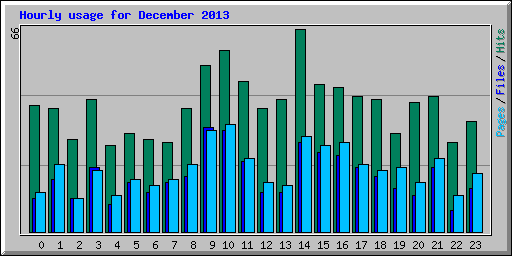 Hourly usage for December 2013
66
Pages/Files/Hits
0 1 2 3 4 5 6 7 8 9 10 11 12 13 14 15 16 17 18 19 20 21 22 23